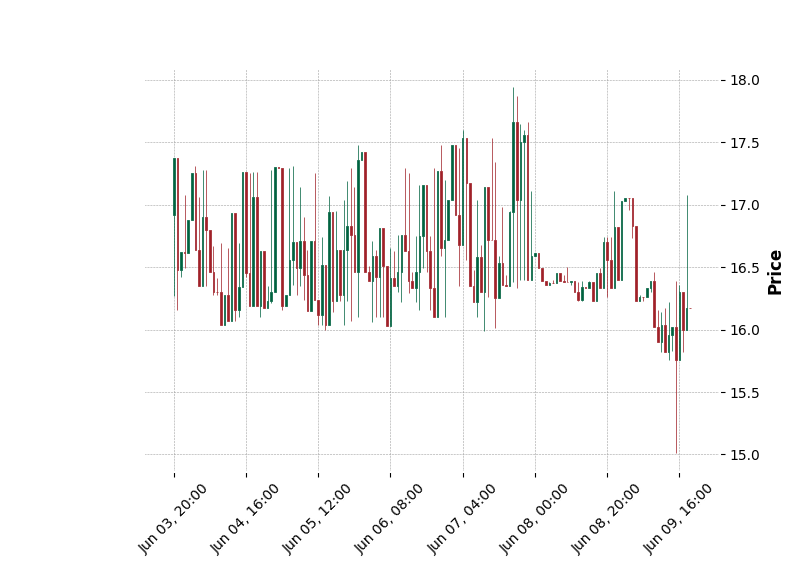 18.0
17.5
17.0
16.5
16.0
15.5
15.0
Price
Jun 03, 20:00
Jun 04, 16:00
Jun 05, 12:00
Jun 06, 08:00
Jun 07, 04:00
Jun 08, 00:00
Jun 08, 20:00
Jun 09, 16:00